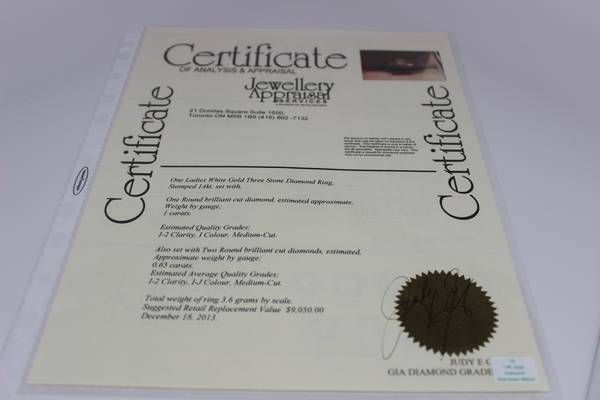 Certificate
OF ANALYSIS & APPRAISAL
Jewellery
Appraisal
SERVICES
21 Dundas Square Suite 1500,
Toronto ON M5B 1B9 (416) 862 -7132
Certificate
Certificate
One Ladies White Gold Three Stone Diamond Ring,
Stamped 14kt. set with.
One Round brilliant cut diamond, estimated approximate,
Weight by gauge;
1 carats.
Estimated Quality Grades:
I-2 Clarity, I Colour, Medium-Cut.
Also set with Two Round brilliant cut diamonds, estimated,
Approximate weight by gauge;
0.65 carats.
Estimated Average Quality Grades:
I-2 Clarity, I-J Colour, Medium-Cut.
Total weight of ring 3.6 grams by scale.
Suggested Retail Replacement Value $9,050.00
December 18, 2013.
JUDY E
GIA DIAMOND GRADE